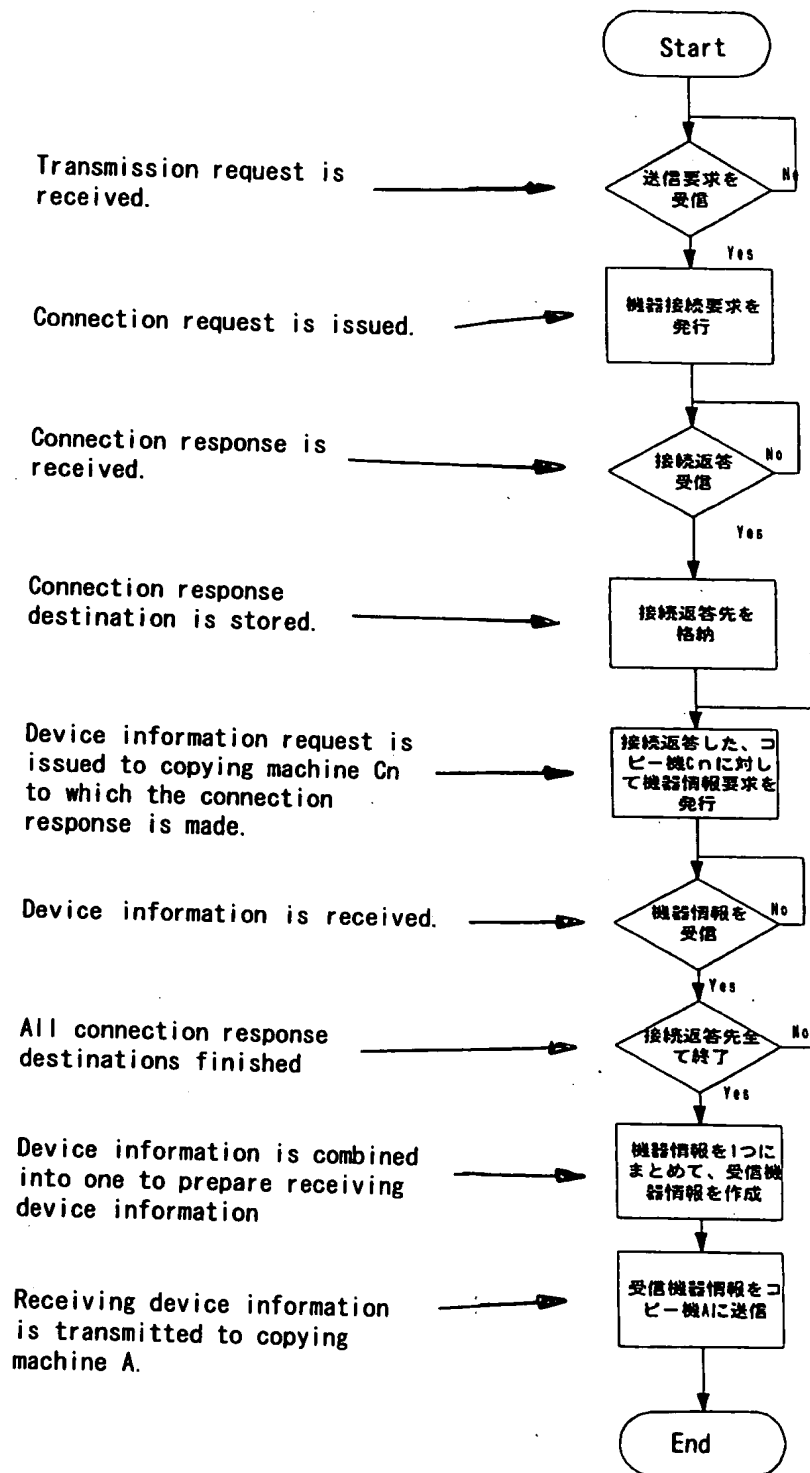 Start
Transmission request is
received.
送信要求を
受信
No
Yes
Connection request is issued.
機器接続要求を
発行
Connection response is
received.
接続返答
受信
No
Yes
Connection response
destination is stored.
接続返答先を
格納
Device information request is
issued to copying machine Cn
to which the connection
response is made.
接続返答した、コ
ピー機Cnに対し
て機器情報要求を
発行
Device information is received.
機器情報を
受信
No
Yes
All connection response
destinations finished
接続返答先全
て終了
No
Yes
Device information is combined
into one to prepare receiving
device information
機器情報を1つに
まとめて、受信機
器情報を作成
Receiving device information
is transmitted to copying
machine A.
受信機器情報をコ
ピー機Aに送信
End